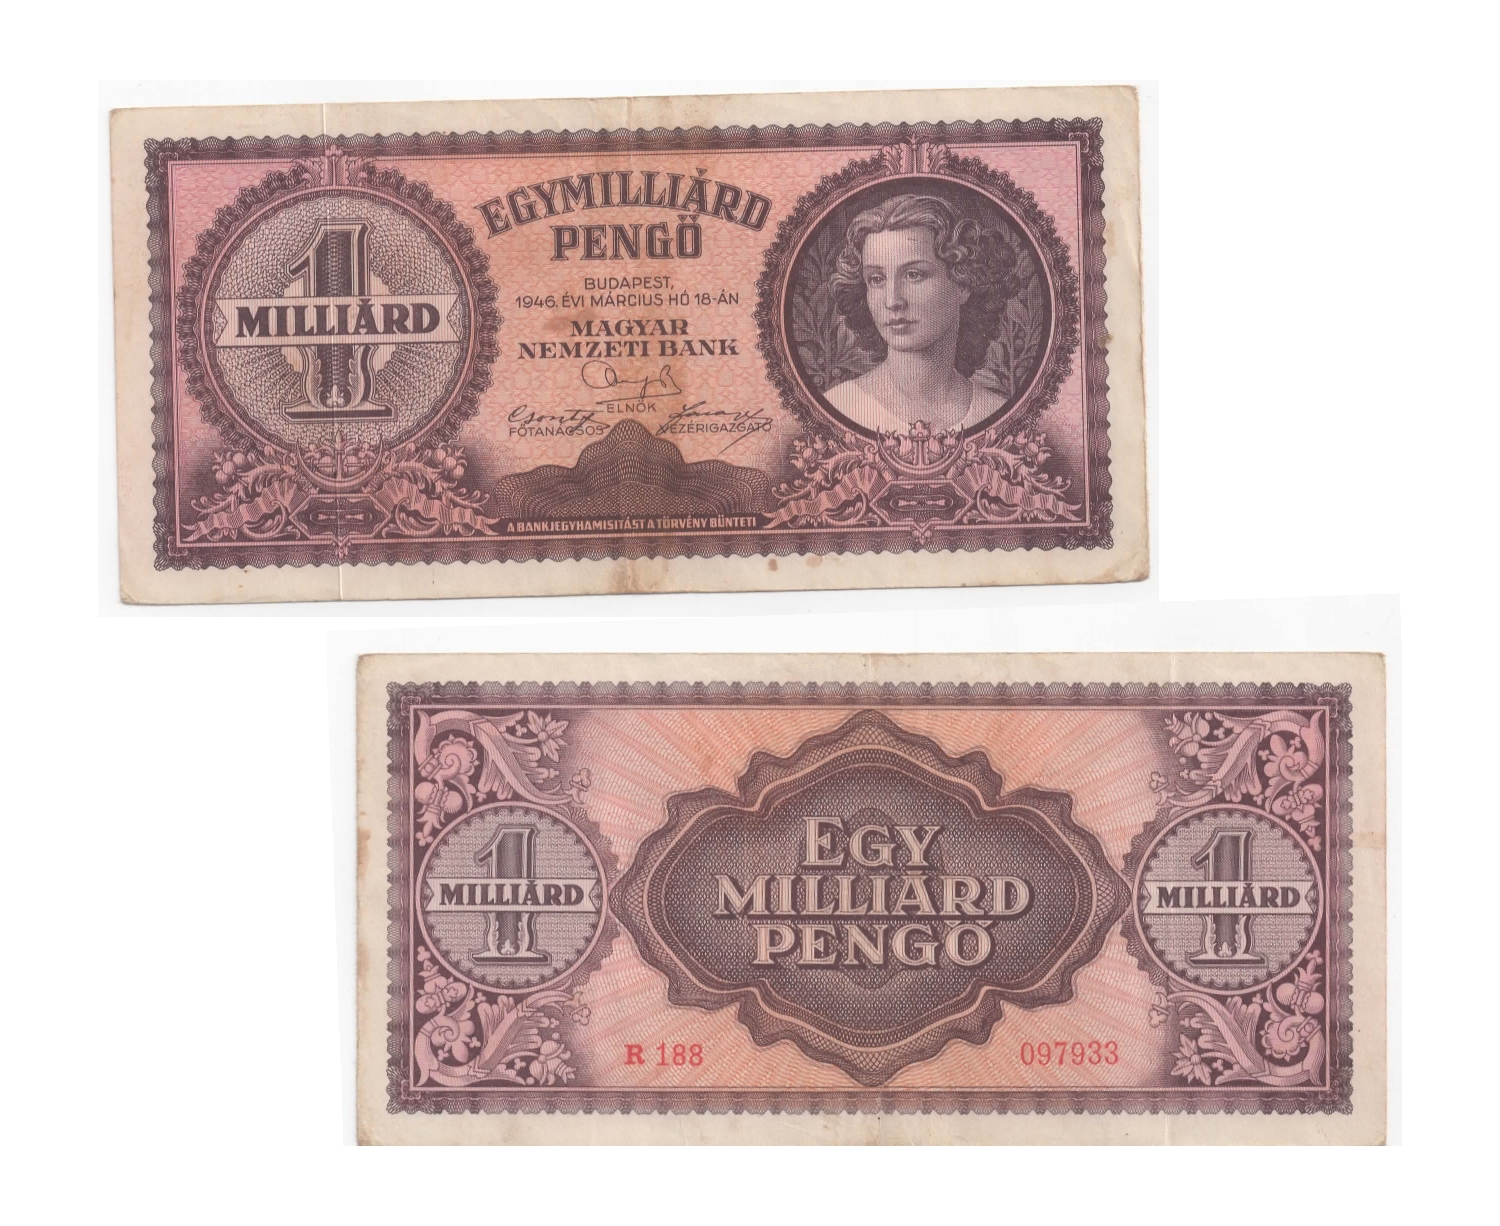 EGYMILLIÁRD
PENGŐ
1
MILLIÁRD
BUDAPEST,
1946. ÉVI MÁRCIUS HÓ 18-ÁN
MAGYAR
NEMZETI BANK
ELNÖK
FŐTANÁCSOS VEZÉRIGAZGATÓ
A BANKJEGYHAMISITÁST A TÖRVÉNY BÜNTETI
EGY
MILLIÁRD
PENGŐ
1
MILLIÁRD
1
MILLIÁRD
R 188 097933